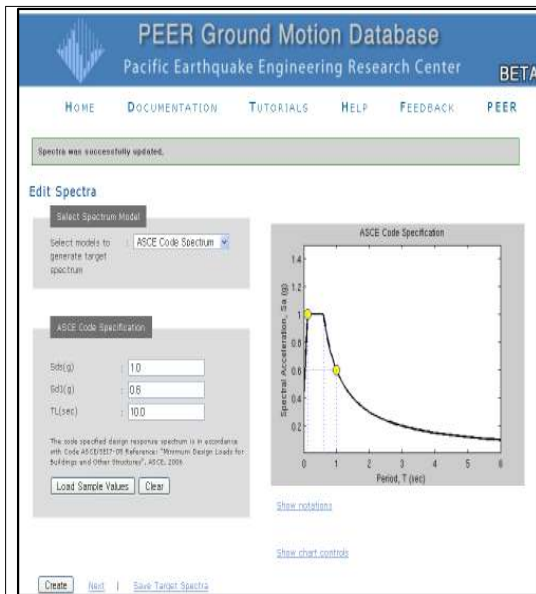 PEER Ground Motion Database
Pacific Earthquake Engineering Research Center
BETA
HOME DOCUMENTATION TUTORIALS HELP FEEDBACK PEER
Spectra was successfully updated.
Edit Spectra
Select Spectrum Model
Select models to generate target spectrum : ASCE Code Spectrum
ASCE Code Specification
Sds(g) : 1.0
Sd1(g) : 0.6
TL(sec) : 10.0
The code specified design response spectrum is in accordance
with Code ASCE/SEI7-05 Reference: "Minimum Design Loads for
Buildings and Other Structures", ASCE, 2006
Load Sample Values Clear
ASCE Code Specification
Spectral Acceleration, Sa (g)
1.4
1.2
1
0.8
0.6
0.4
0.2
0 1 2 3 4 5 6
Period, T (sec)
Show notations
Show chart controls
Create Next | Save Target Spectra